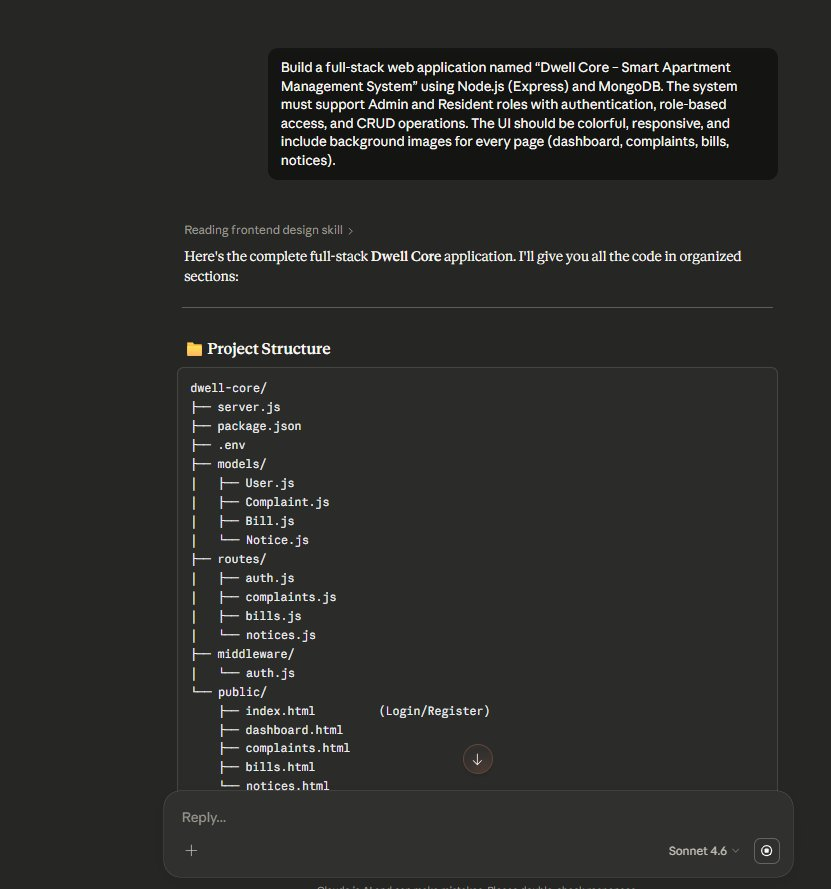 Build a full-stack web application named “Dwell Core – Smart Apartment
Management System” using Node.js (Express) and MongoDB. The system
must support Admin and Resident roles with authentication, role-based
access, and CRUD operations. The UI should be colorful, responsive, and
include background images for every page (dashboard, complaints, bills,
notices).
Reading frontend design skill >
Here's the complete full-stack Dwell Core application. I'll give you all the code in organized
sections:
📁 Project Structure
dwell-core/
├── server.js
├── package.json
├── .env
├── models/
│   ├── User.js
│   ├── Complaint.js
│   ├── Bill.js
│   └── Notice.js
├── routes/
│   ├── auth.js
│   ├── complaints.js
│   ├── bills.js
│   └── notices.js
├── middleware/
│   └── auth.js
└── public/
    ├── index.html        (Login/Register)
    ├── dashboard.html
    ├── complaints.html
    ├── bills.html
    └── notices.html
Reply...
Sonnet 4.6
Claude is AI and can make mistakes. Please double-check responses.